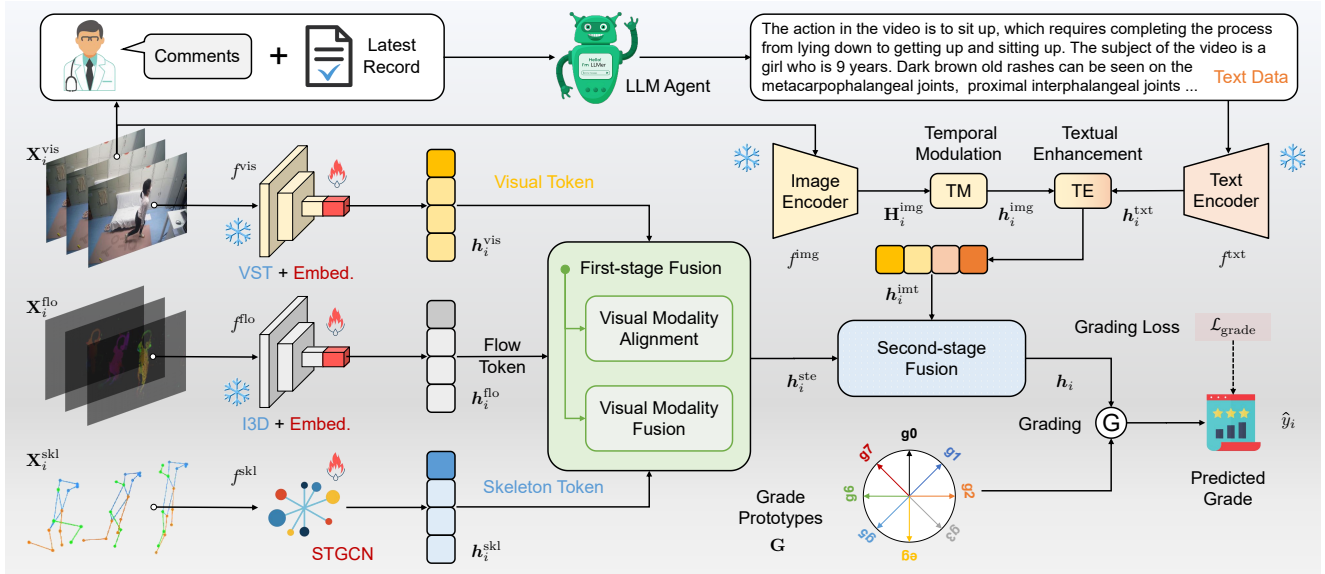 Comments
+
Latest
Record
Hello!
I'm LLMer
LLM Agent
The action in the video is to sit up, which requires completing the process
from lying down to getting up and sitting up. The subject of the video is a
girl who is 9 years. Dark brown old rashes can be seen on the
metacarpophalangeal joints, proximal interphalangeal joints ...
Text Data
X_i^vis
f^vis
VST + Embed.
Visual Token
h_i^vis
Image
Encoder
f^img
H_i^img
Temporal
Modulation
TM
h_i^img
Textual
Enhancement
TE
h_i^txt
Text
Encoder
f^txt
h_i^imt
X_i^flo
f^flo
I3D + Embed.
Flow
Token
h_i^flo
First-stage Fusion
Visual Modality
Alignment
Visual Modality
Fusion
h_i^ste
Second-stage
Fusion
h_i
Grading Loss
L_grade
Grading
G
ŷ_i
Predicted
Grade
X_i^skl
f^skl
STGCN
Skeleton Token
h_i^skl
Grade
Prototypes
G
g0
g1
g2
g3
g4
g5
g6
g7